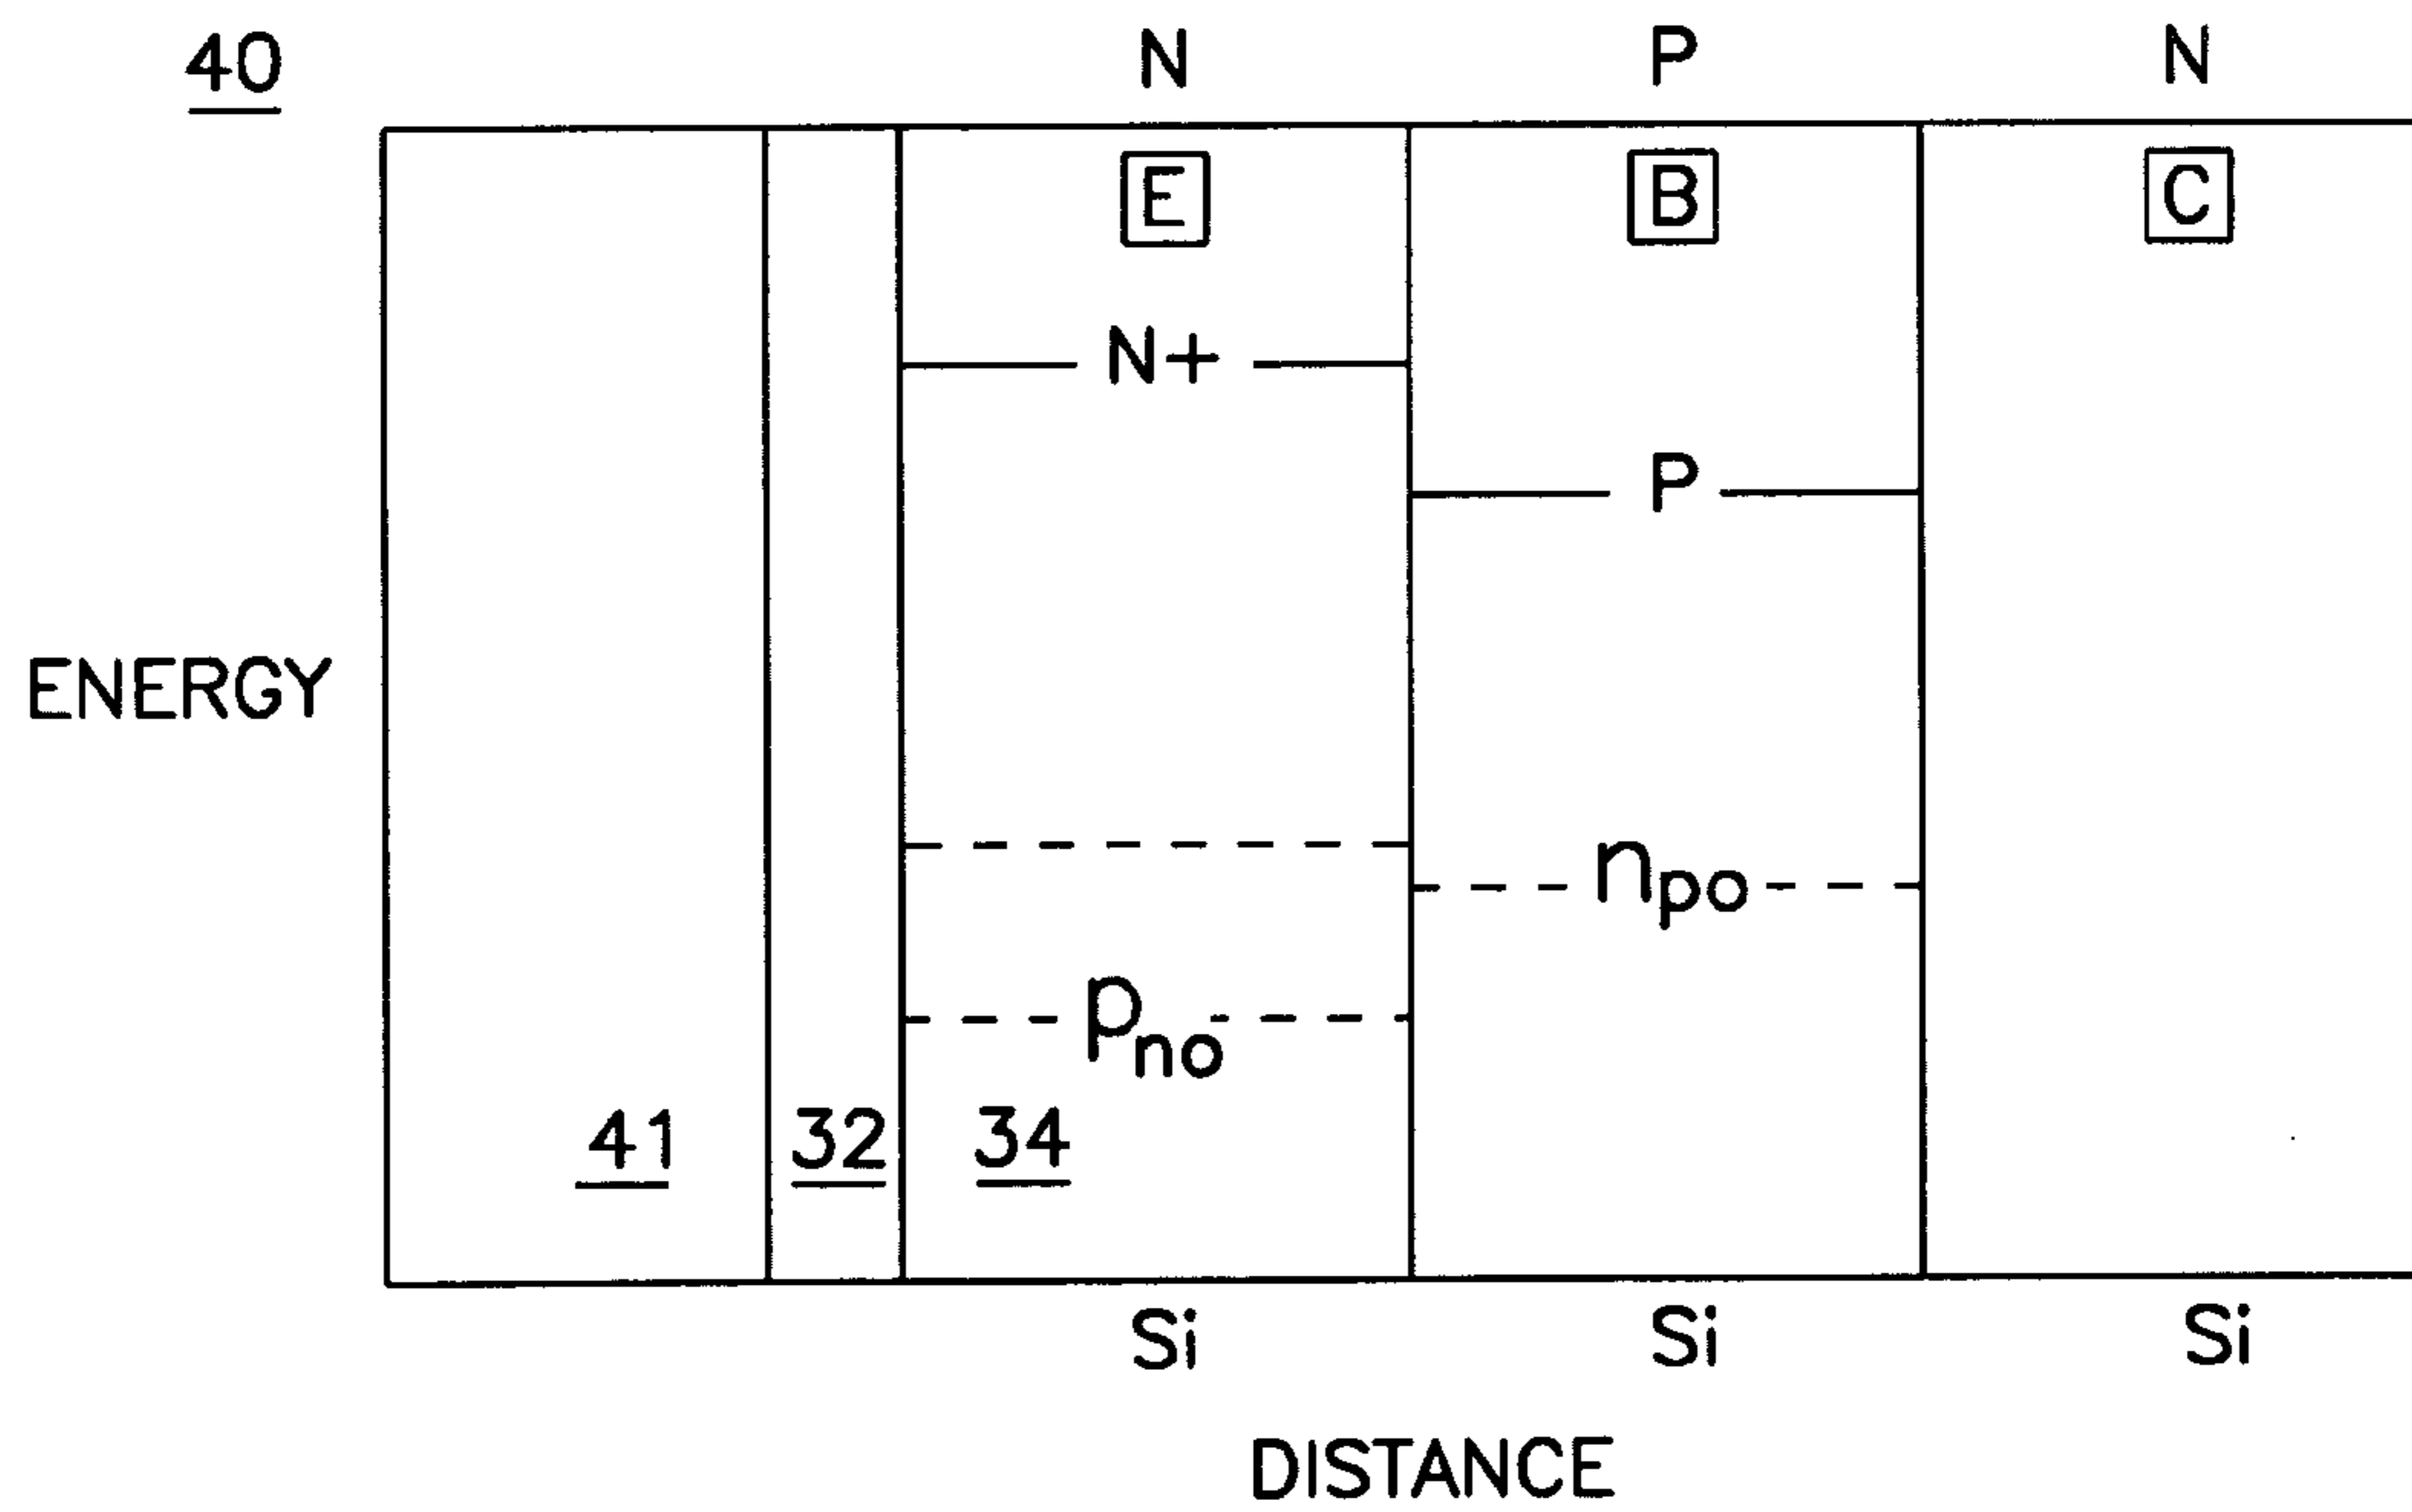 40 N P N
E B C
N+
P
ENERGY
npo
pno
41 32 34
Si Si Si
DISTANCE